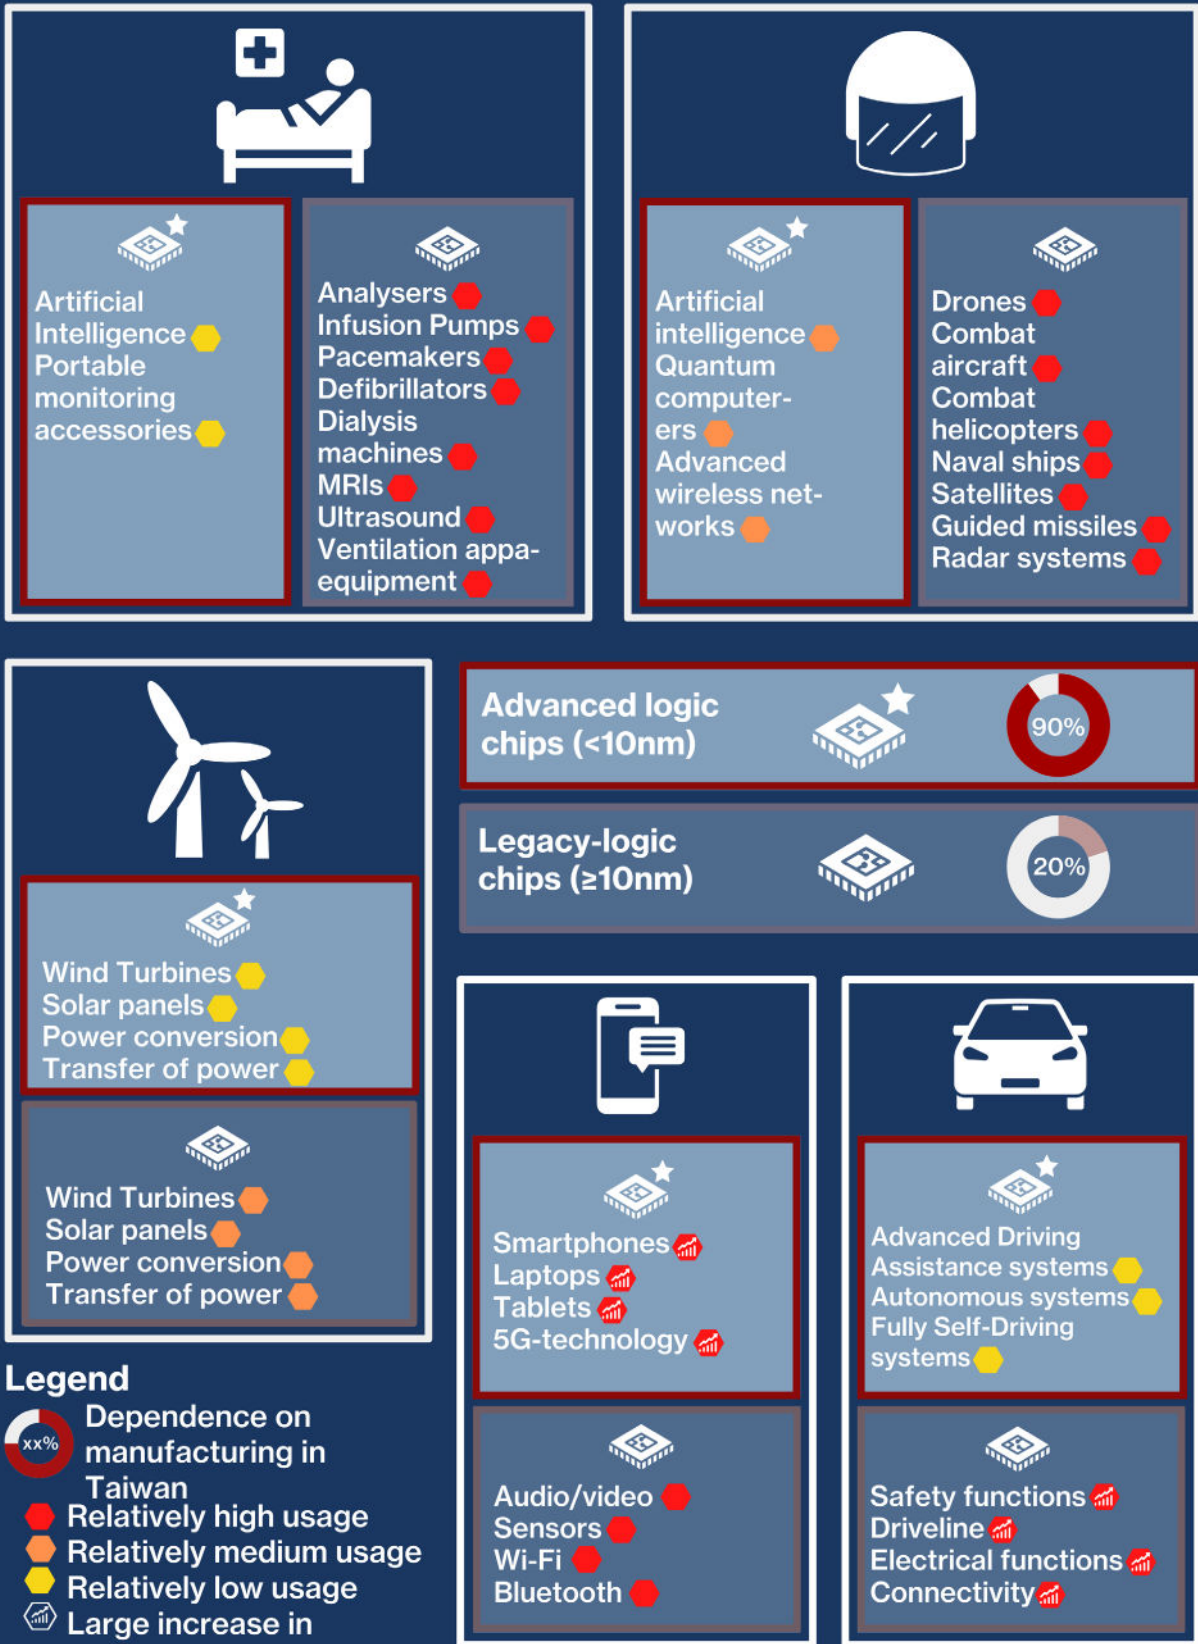 Artificial
Intelligence
Portable
monitoring
accessories
Analysers
Infusion Pumps
Pacemakers
Defibrillators
Dialysis
machines
MRIs
Ultrasound
Ventilation appa-
equipment
Artificial
intelligence
Quantum
computer-
ers
Advanced
wireless net-
works
Drones
Combat
aircraft
Combat
helicopters
Naval ships
Satellites
Guided missiles
Radar systems
Advanced logic
chips (<10nm)
90%
Legacy-logic
chips (≥10nm)
20%
Wind Turbines
Solar panels
Power conversion
Transfer of power
Wind Turbines
Solar panels
Power conversion
Transfer of power
Smartphones
Laptops
Tablets
5G-technology
Audio/video
Sensors
Wi-Fi
Bluetooth
Advanced Driving
Assistance systems
Autonomous systems
Fully Self-Driving
systems
Safety functions
Driveline
Electrical functions
Connectivity
Legend
xx%
Dependence on
manufacturing in
Taiwan
Relatively high usage
Relatively medium usage
Relatively low usage
Large increase in